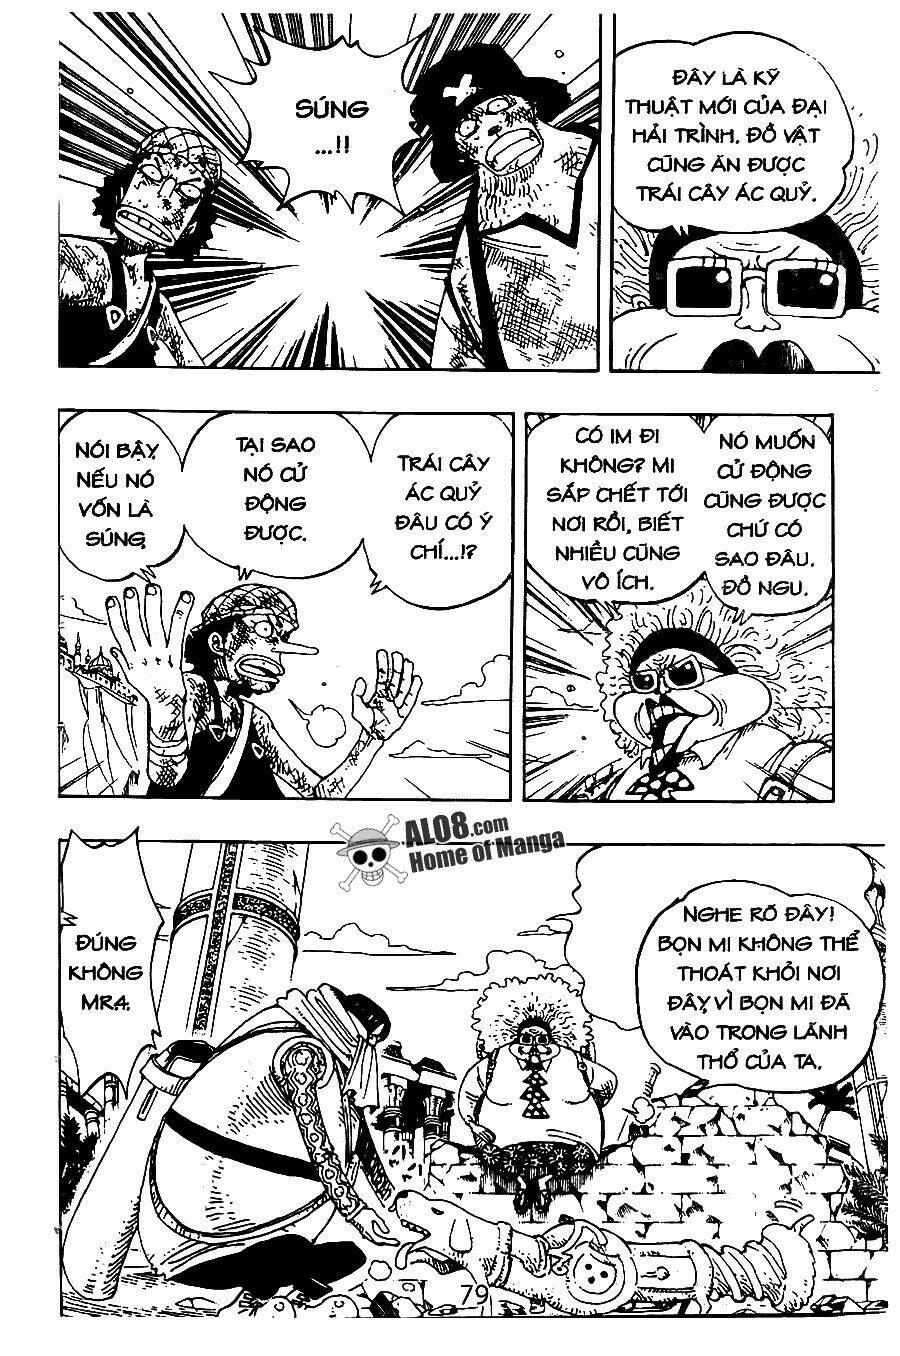 ĐÂY LÀ KỸ
THUẬT MỚI CỦA ĐẠI
HẢI TRÌNH. ĐỒ VẬT
CŨNG ĂN ĐƯỢC
TRÁI CÂY ÁC QUỶ.
SÚNG
...!!
NÓ MUỐN
CỬ ĐỘNG
CŨNG ĐƯỢC
CHỨ CÓ
SAO ĐÂU.
ĐỒ NGU.
CÓ IM ĐI
KHÔNG? MI
SẮP CHẾT TỚI
NƠI RỒI, BIẾT
NHIỀU CŨNG
VÔ ÍCH.
TRÁI CÂY
ÁC QUỶ
ĐÂU CÓ Ý
CHÍ...!?
TẠI SAO
NÓ CỬ
ĐỘNG
ĐƯỢC.
NÓI BẬY.
NẾU NÓ
VỐN LÀ
SÚNG.
NGHE RÕ ĐÂY!
BỌN MI KHÔNG THỂ
THOÁT KHỎI NƠI
ĐÂY, VÌ BỌN MI ĐÃ
VÀO TRONG LÃNH
THỔ CỦA TA.
ĐÚNG
KHÔNG
MR4.
AL08.com
Home of Manga
79